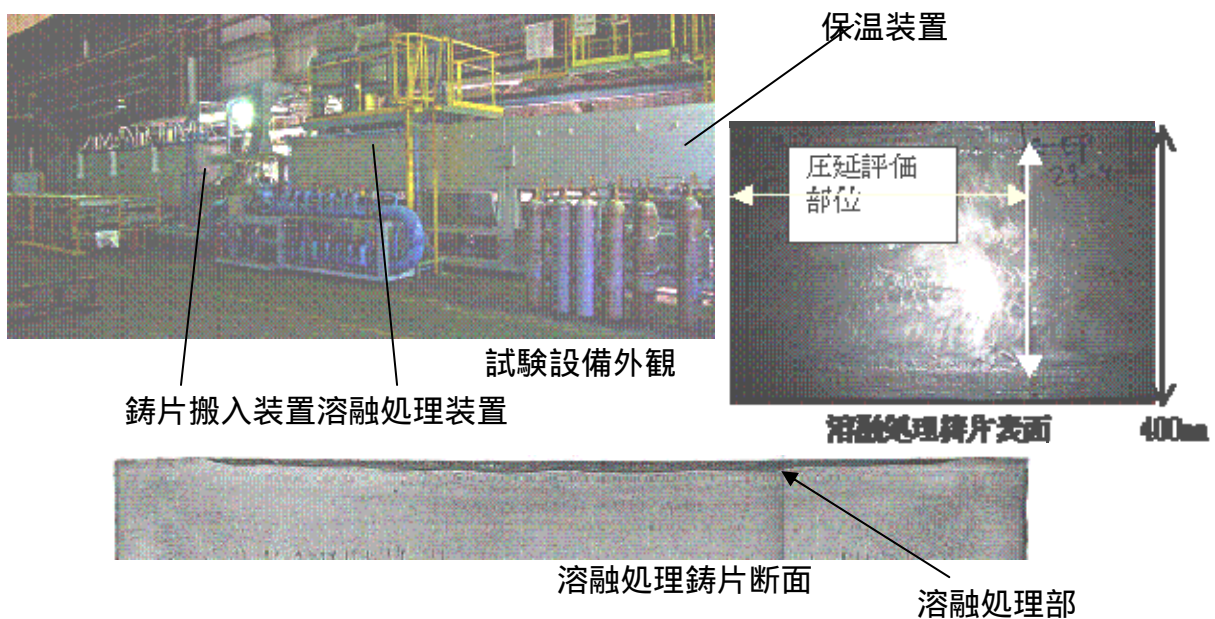 保温装置
圧延評価
部位
試験設備外観
鋳片搬入装置溶融処理装置
溶融処理鋳片表面
400mm
溶融処理鋳片断面
溶融処理部